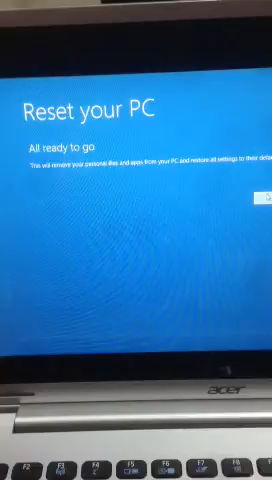 Reset your PC
All ready to go
This will remove your personal files and apps from your PC and restore all settings to their
acer
F2
F3
F4
F5
F6
F7
F8